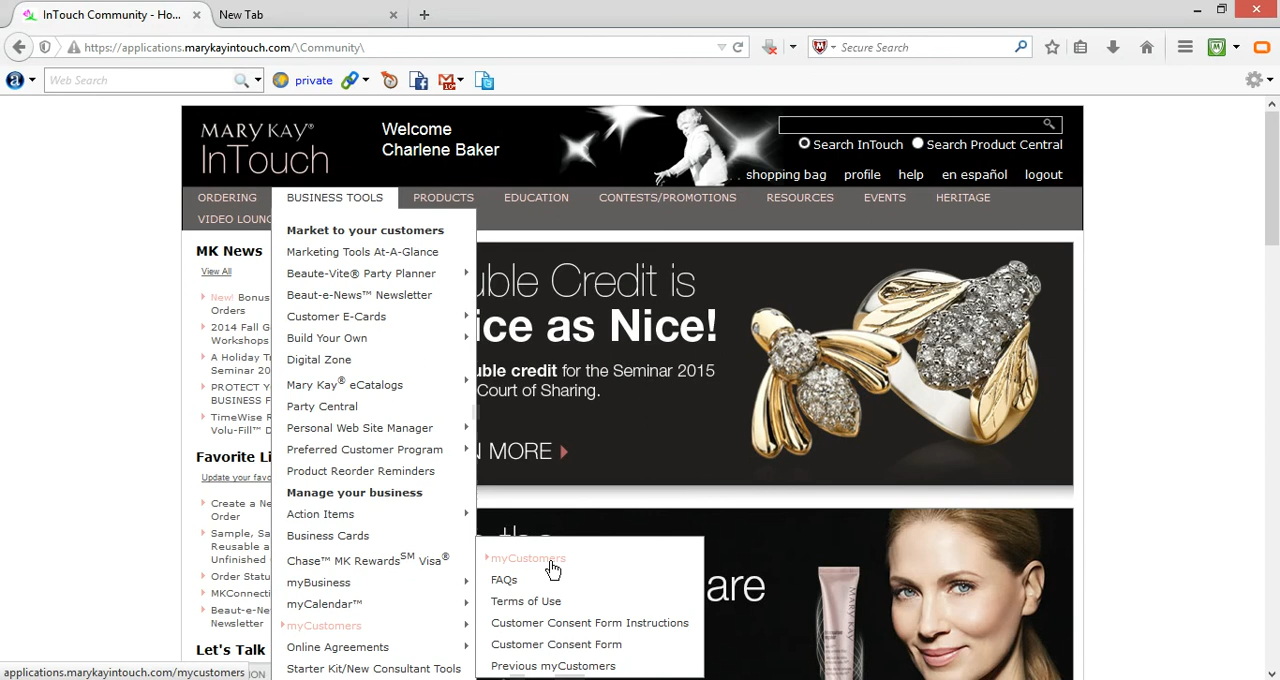 InTouch Community - Ho...
New Tab
https://applications.marykayintouch.com/\Community\
Secure Search
Web Search
private
Welcome
Charlene Baker
MARY KAY®
InTouch
Search InTouch Search Product Central
shopping bag profile help en español logout
ORDERING BUSINESS TOOLS PRODUCTS EDUCATION CONTESTS/PROMOTIONS RESOURCES EVENTS HERITAGE
VIDEO LOUN
MK News
View All
New! Bonus
Orders
2014 Fall G
Workshops
A Holiday T
Seminar 20
PROTECT Y
BUSINESS F
TimeWise R
Volu-Fill™ D
Favorite Li
Update your favo
Create a Ne
Order
Sample, Sa
Reusable a
Unfinished
Order Statu
MKConnecti
Beaut-e-Ne
Newsletter
Let's Talk
Market to your customers
Marketing Tools At-A-Glance
Beaute-Vite® Party Planner
Beaut-e-News™ Newsletter
Customer E-Cards
Build Your Own
Digital Zone
Mary Kay® eCatalogs
Party Central
Personal Web Site Manager
Preferred Customer Program
Product Reorder Reminders
Manage your business
Action Items
Business Cards
Chase™ MK Rewards℠ Visa®
myBusiness
myCalendar™
myCustomers
Online Agreements
Starter Kit/New Consultant Tools
myCustomers
FAQs
Terms of Use
Customer Consent Form Instructions
Customer Consent Form
Previous myCustomers
uble Credit is
ice as Nice!
uble credit for the Seminar 2015
Court of Sharing.
N MORE
are
MARY KAY
applications.marykayintouch.com/mycustomers
ION